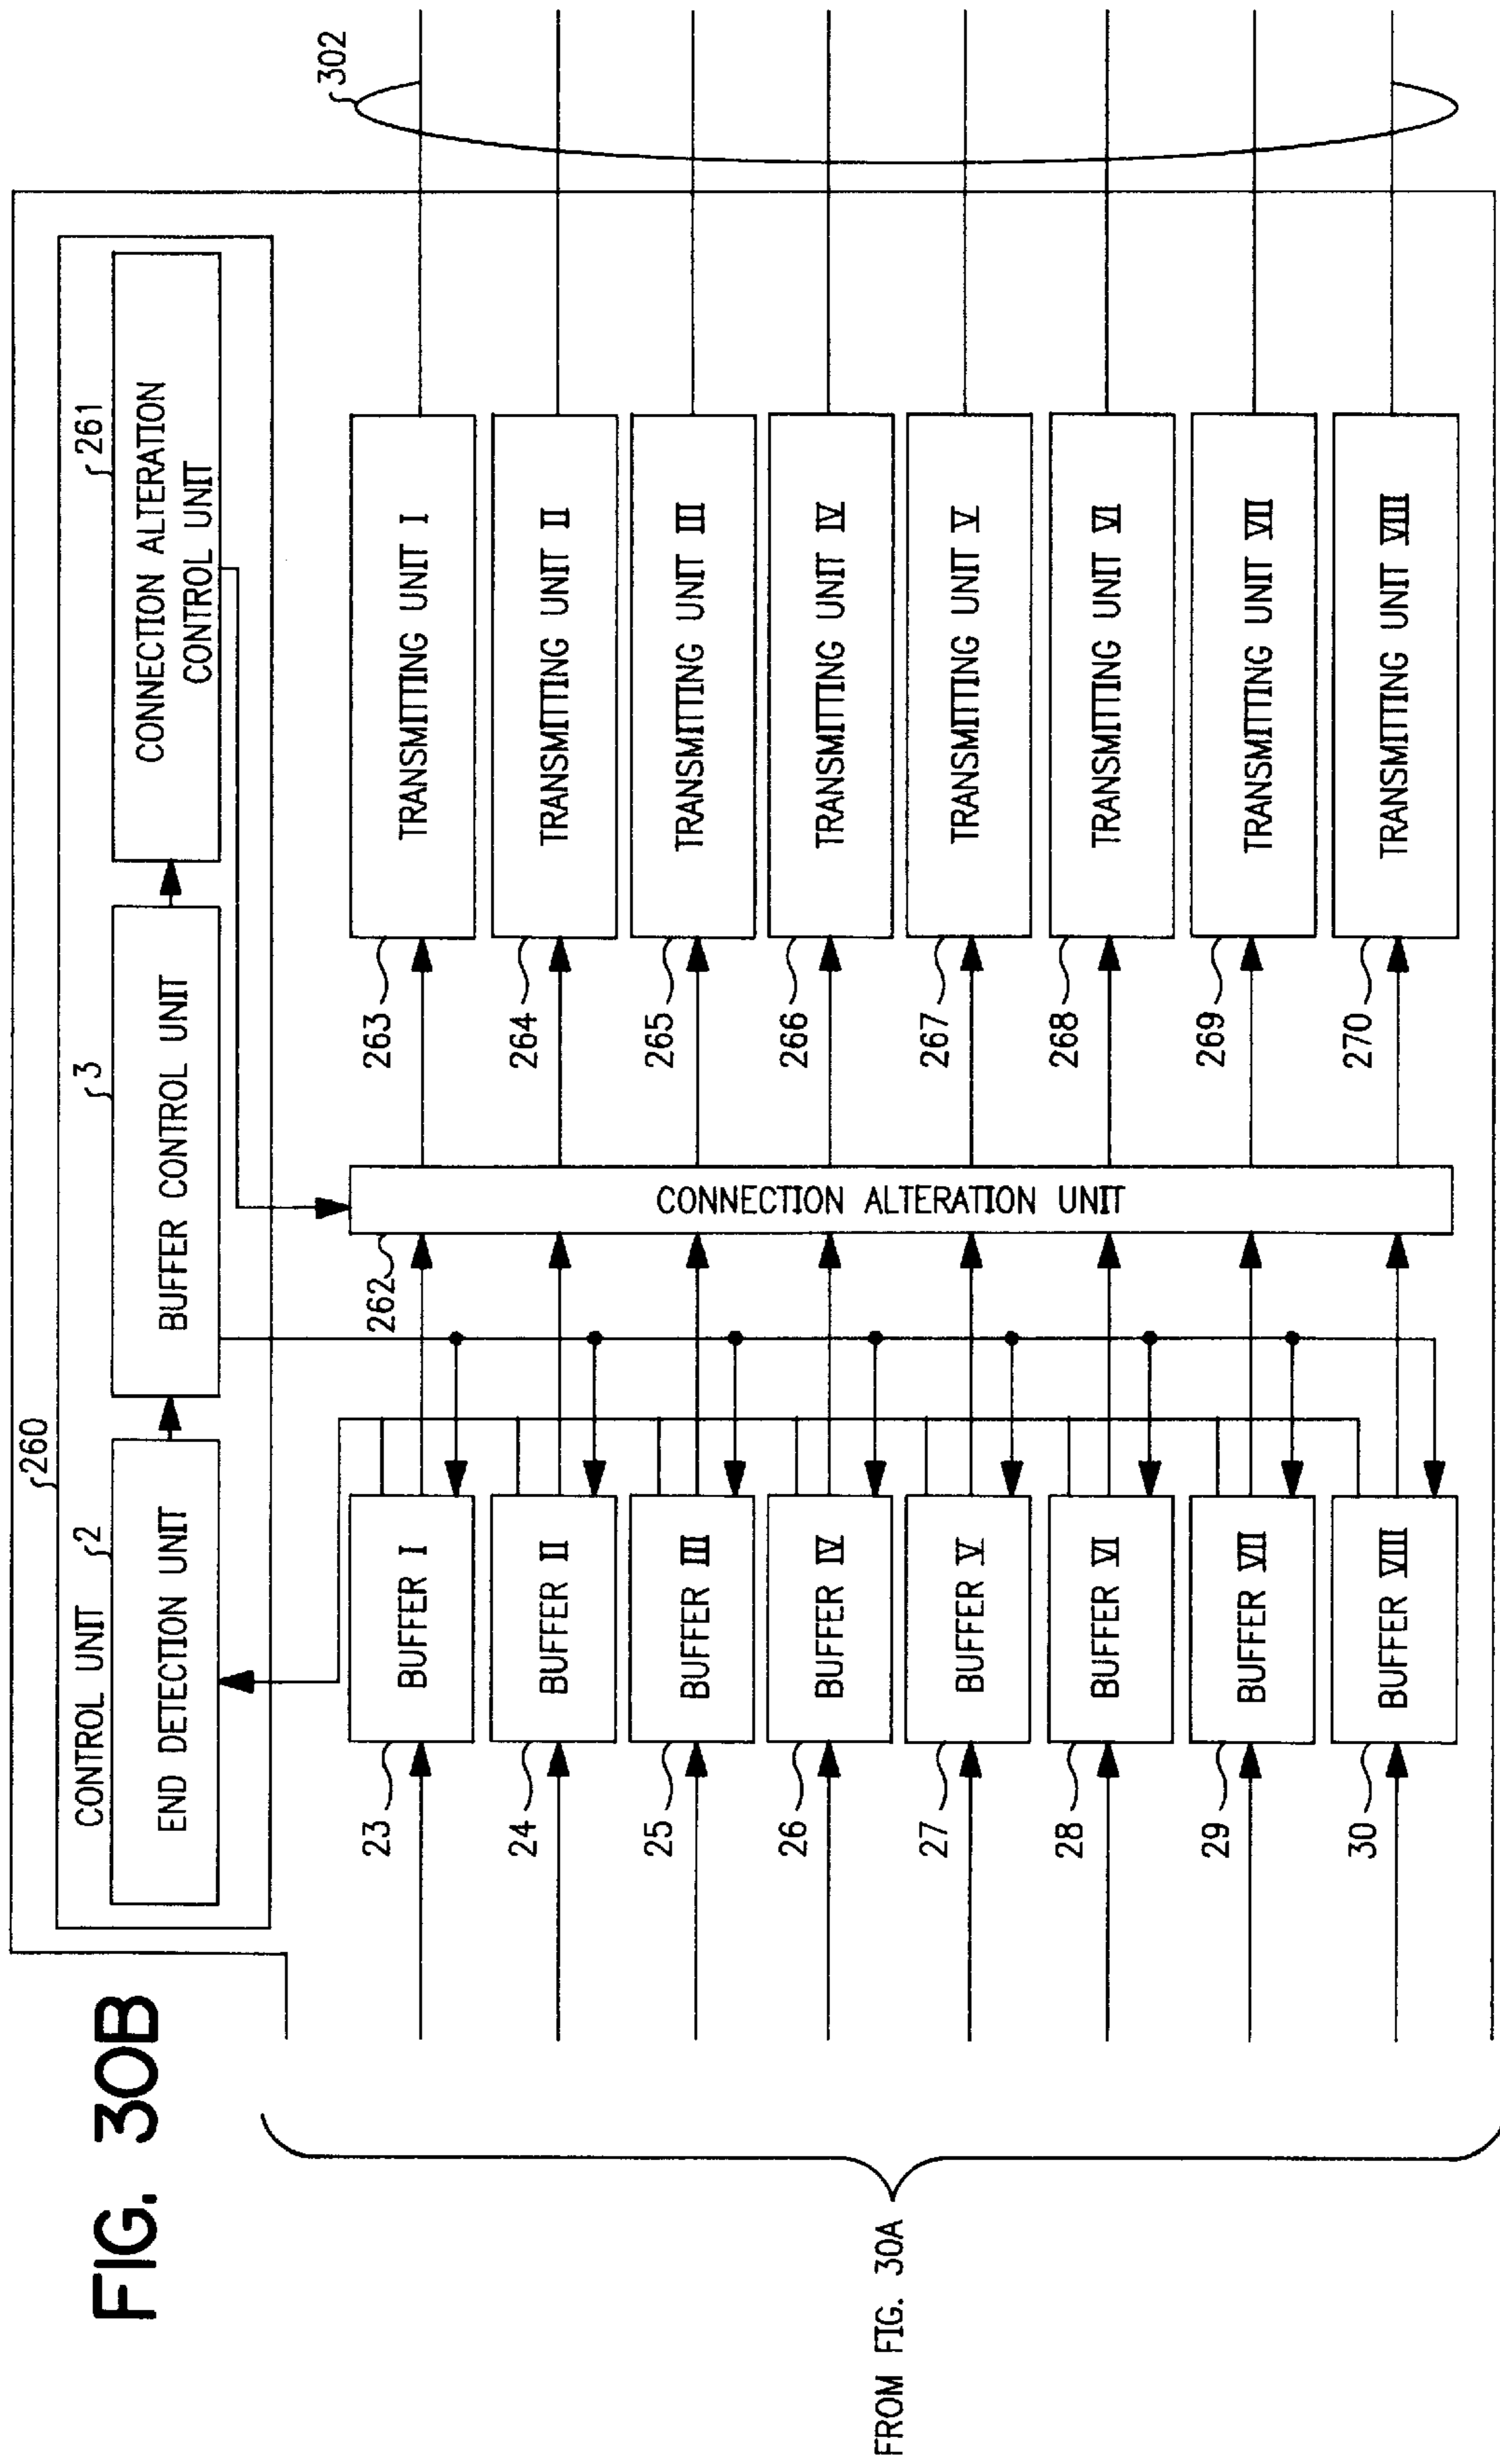 FIG. 30B
FROM FIG. 30A
260
CONTROL UNIT
2
END DETECTION UNIT
3
BUFFER CONTROL UNIT
261
CONNECTION ALTERATION
CONTROL UNIT
302
23
BUFFER I
24
BUFFER II
25
BUFFER III
26
BUFFER IV
27
BUFFER V
28
BUFFER VI
29
BUFFER VII
30
BUFFER VIII
262
CONNECTION ALTERATION UNIT
263
TRANSMITTING UNIT I
264
TRANSMITTING UNIT II
265
TRANSMITTING UNIT III
266
TRANSMITTING UNIT IV
267
TRANSMITTING UNIT V
268
TRANSMITTING UNIT VI
269
TRANSMITTING UNIT VII
270
TRANSMITTING UNIT VIII